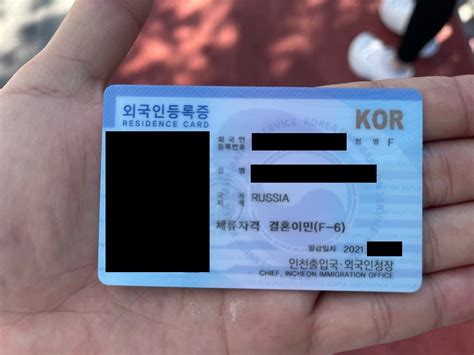 외국인등록증 KOR
RESIDENCE CARD
외국인
등록번호 성별 F
성명
국가
지역 RUSSIA
체류자격 결혼이민(F-6)
발급일자 2021
인천출입국·외국인청장
CHIEF, INCHEON IMMIGRATION OFFICE